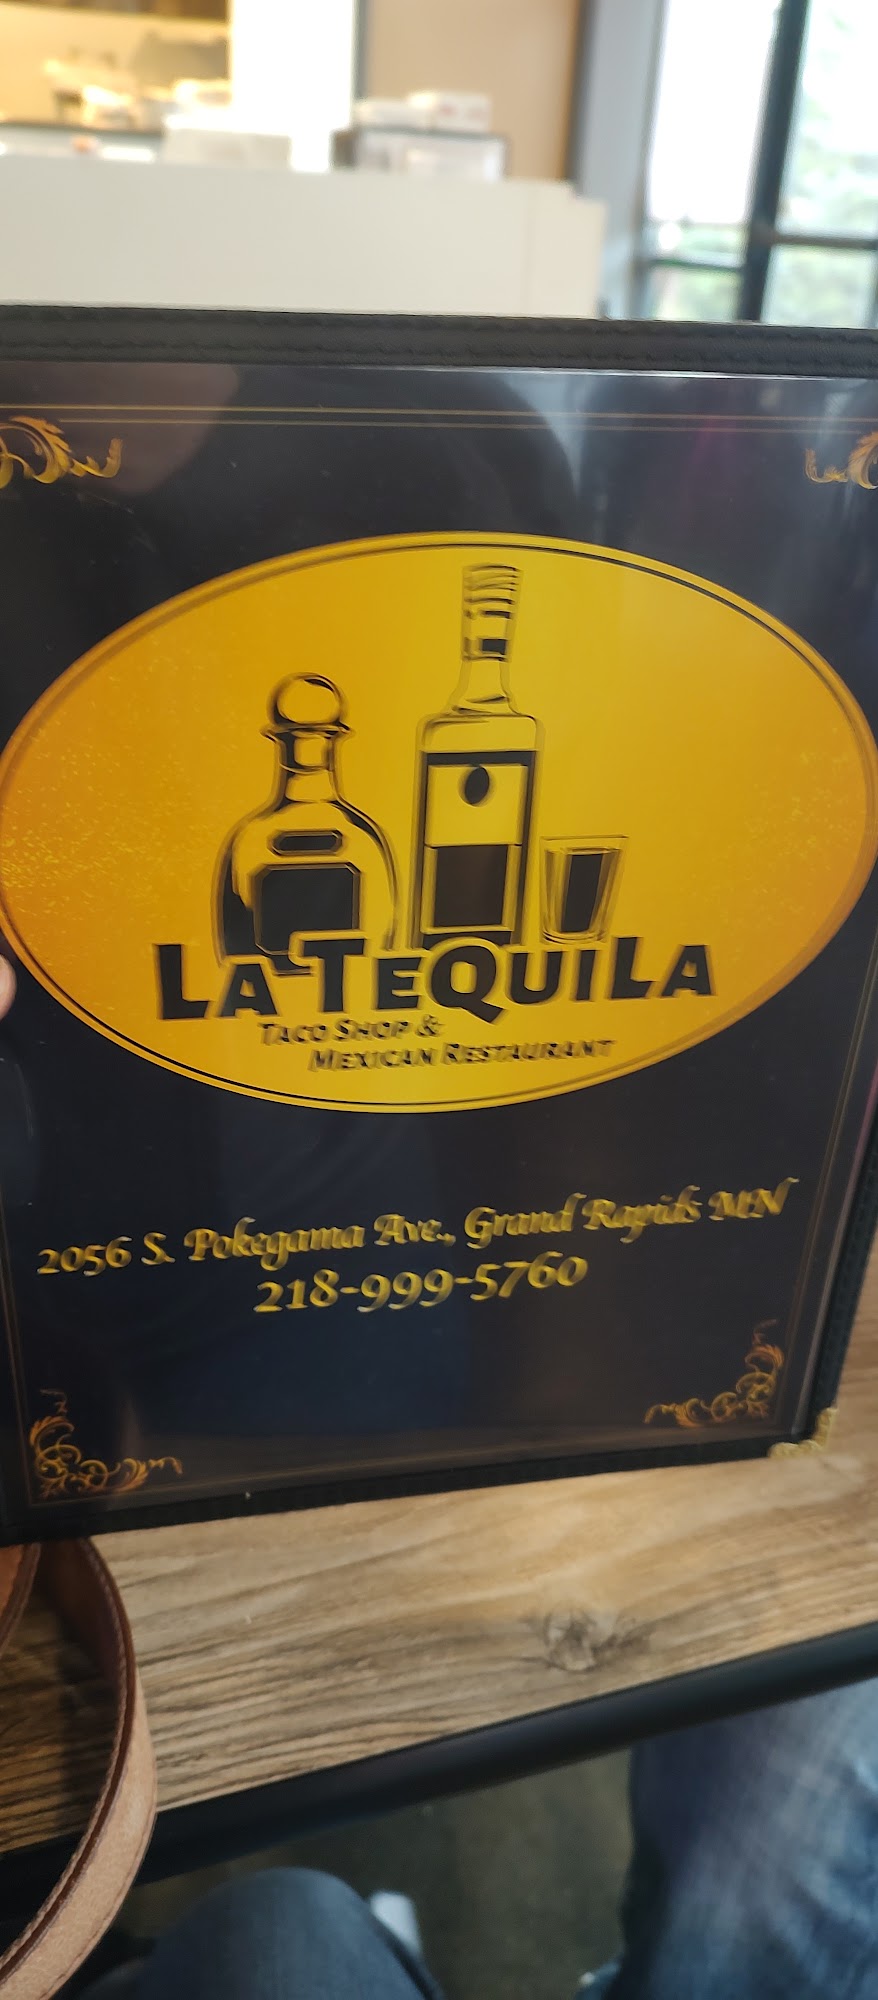 LA TEQUILA
TACO SHOP &
MEXICAN RESTAURANT
2056 S. Pokegama Ave., Grand Rapids MN
218-999-5760